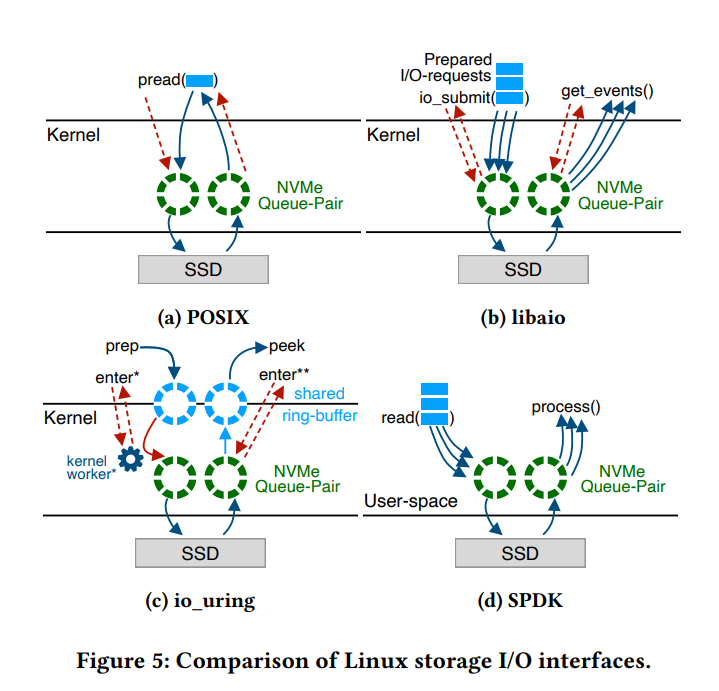 pread( )
Kernel
NVMe
Queue-Pair
SSD
(a) POSIX
Prepared
I/O-requests
io_submit( )
get_events()
Kernel
NVMe
Queue-Pair
SSD
(b) libaio
prep
peek
enter*
enter**
shared
ring-buffer
Kernel
kernel
worker*
NVMe
Queue-Pair
SSD
(c) io_uring
read( )
process()
NVMe
Queue-Pair
User-space
SSD
(d) SPDK
Figure 5: Comparison of Linux storage I/O interfaces.